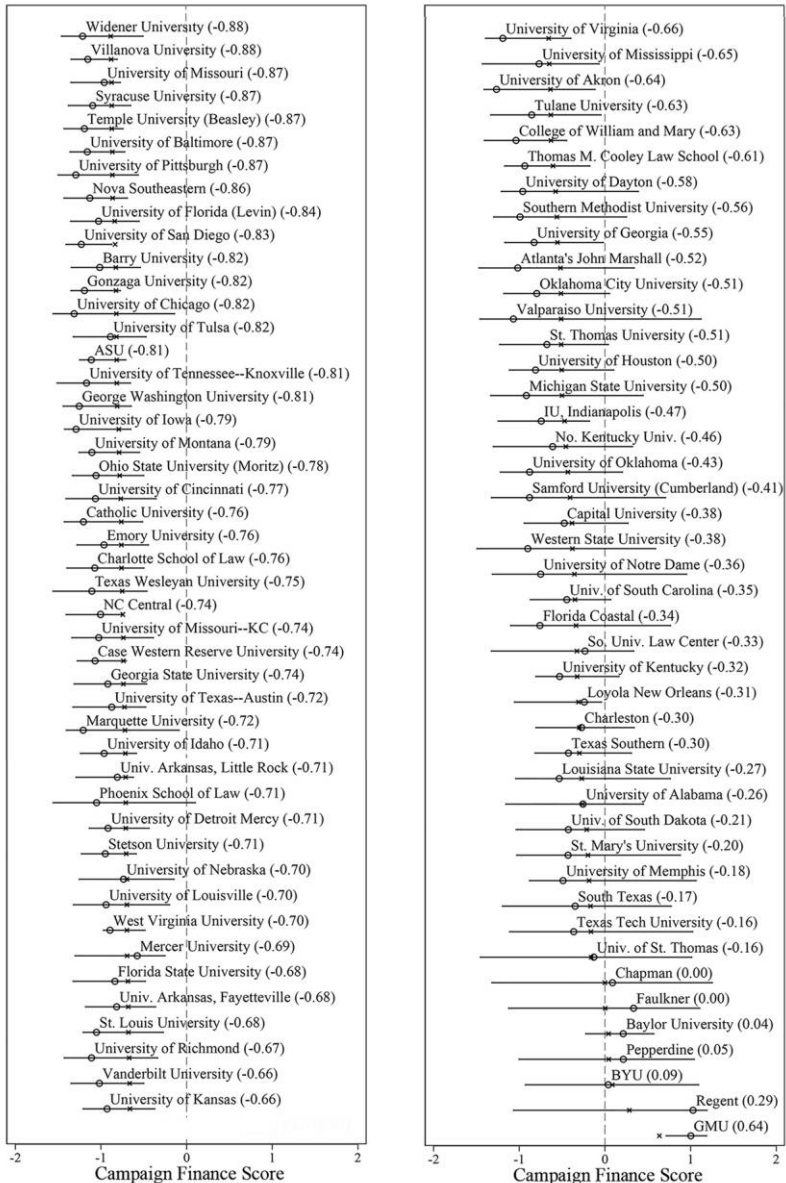 Widener University (-0.88)
Villanova University (-0.88)
University of Missouri (-0.87)
Syracuse University (-0.87)
Temple University (Beasley) (-0.87)
University of Baltimore (-0.87)
University of Pittsburgh (-0.87)
Nova Southeastern (-0.86)
University of Florida (Levin) (-0.84)
University of San Diego (-0.83)
Barry University (-0.82)
Gonzaga University (-0.82)
University of Chicago (-0.82)
University of Tulsa (-0.82)
ASU (-0.81)
University of Tennessee--Knoxville (-0.81)
George Washington University (-0.81)
University of Iowa (-0.79)
University of Montana (-0.79)
Ohio State University (Moritz) (-0.78)
University of Cincinnati (-0.77)
Catholic University (-0.76)
Emory University (-0.76)
Charlotte School of Law (-0.76)
Texas Wesleyan University (-0.75)
NC Central (-0.74)
University of Missouri--KC (-0.74)
Case Western Reserve University (-0.74)
Georgia State University (-0.74)
University of Texas--Austin (-0.72)
Marquette University (-0.72)
University of Idaho (-0.71)
Univ. Arkansas, Little Rock (-0.71)
Phoenix School of Law (-0.71)
University of Detroit Mercy (-0.71)
Stetson University (-0.71)
University of Nebraska (-0.70)
University of Louisville (-0.70)
West Virginia University (-0.70)
Mercer University (-0.69)
Florida State University (-0.68)
Univ. Arkansas, Fayetteville (-0.68)
St. Louis University (-0.68)
University of Richmond (-0.67)
Vanderbilt University (-0.66)
University of Kansas (-0.66)
-2 -1 0 1 2
Campaign Finance Score
University of Virginia (-0.66)
University of Mississippi (-0.65)
University of Akron (-0.64)
Tulane University (-0.63)
College of William and Mary (-0.63)
Thomas M. Cooley Law School (-0.61)
University of Dayton (-0.58)
Southern Methodist University (-0.56)
University of Georgia (-0.55)
Atlanta's John Marshall (-0.52)
Oklahoma City University (-0.51)
Valparaiso University (-0.51)
St. Thomas University (-0.51)
University of Houston (-0.50)
Michigan State University (-0.50)
IU, Indianapolis (-0.47)
No. Kentucky Univ. (-0.46)
University of Oklahoma (-0.43)
Samford University (Cumberland) (-0.41)
Capital University (-0.38)
Western State University (-0.38)
University of Notre Dame (-0.36)
Univ. of South Carolina (-0.35)
Florida Coastal (-0.34)
So. Univ. Law Center (-0.33)
University of Kentucky (-0.32)
Loyola New Orleans (-0.31)
Charleston (-0.30)
Texas Southern (-0.30)
Louisiana State University (-0.27)
University of Alabama (-0.26)
Univ. of South Dakota (-0.21)
St. Mary's University (-0.20)
University of Memphis (-0.18)
South Texas (-0.17)
Texas Tech University (-0.16)
Univ. of St. Thomas (-0.16)
Chapman (0.00)
Faulkner (0.00)
Baylor University (0.04)
Pepperdine (0.05)
BYU (0.09)
Regent (0.29)
GMU (0.64)
-2 -1 0 1 2
Campaign Finance Score